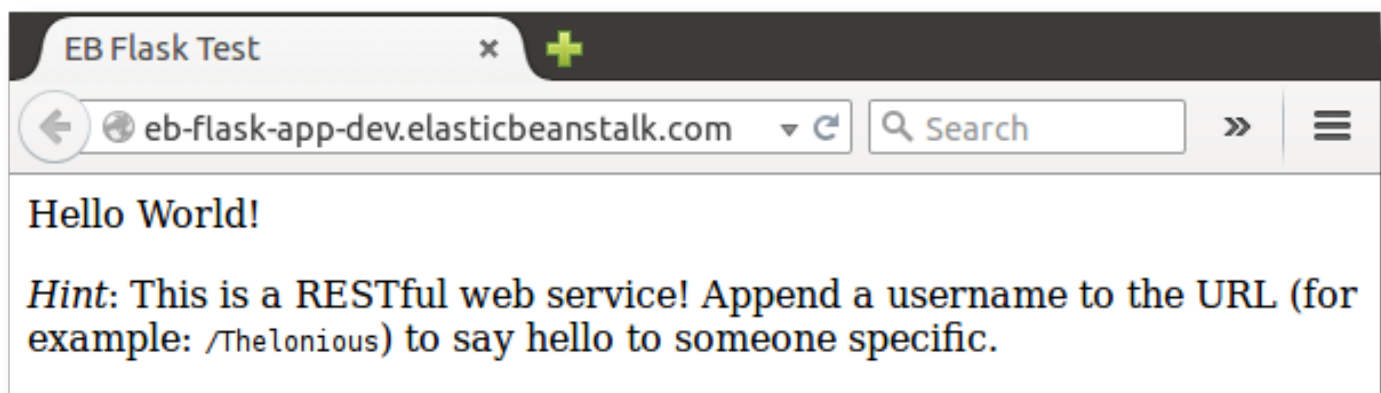 EB Flask Test
eb-flask-app-dev.elasticbeanstalk.com
Search
Hello World!
Hint: This is a RESTful web service! Append a username to the URL (for
example: /Thelonious) to say hello to someone specific.